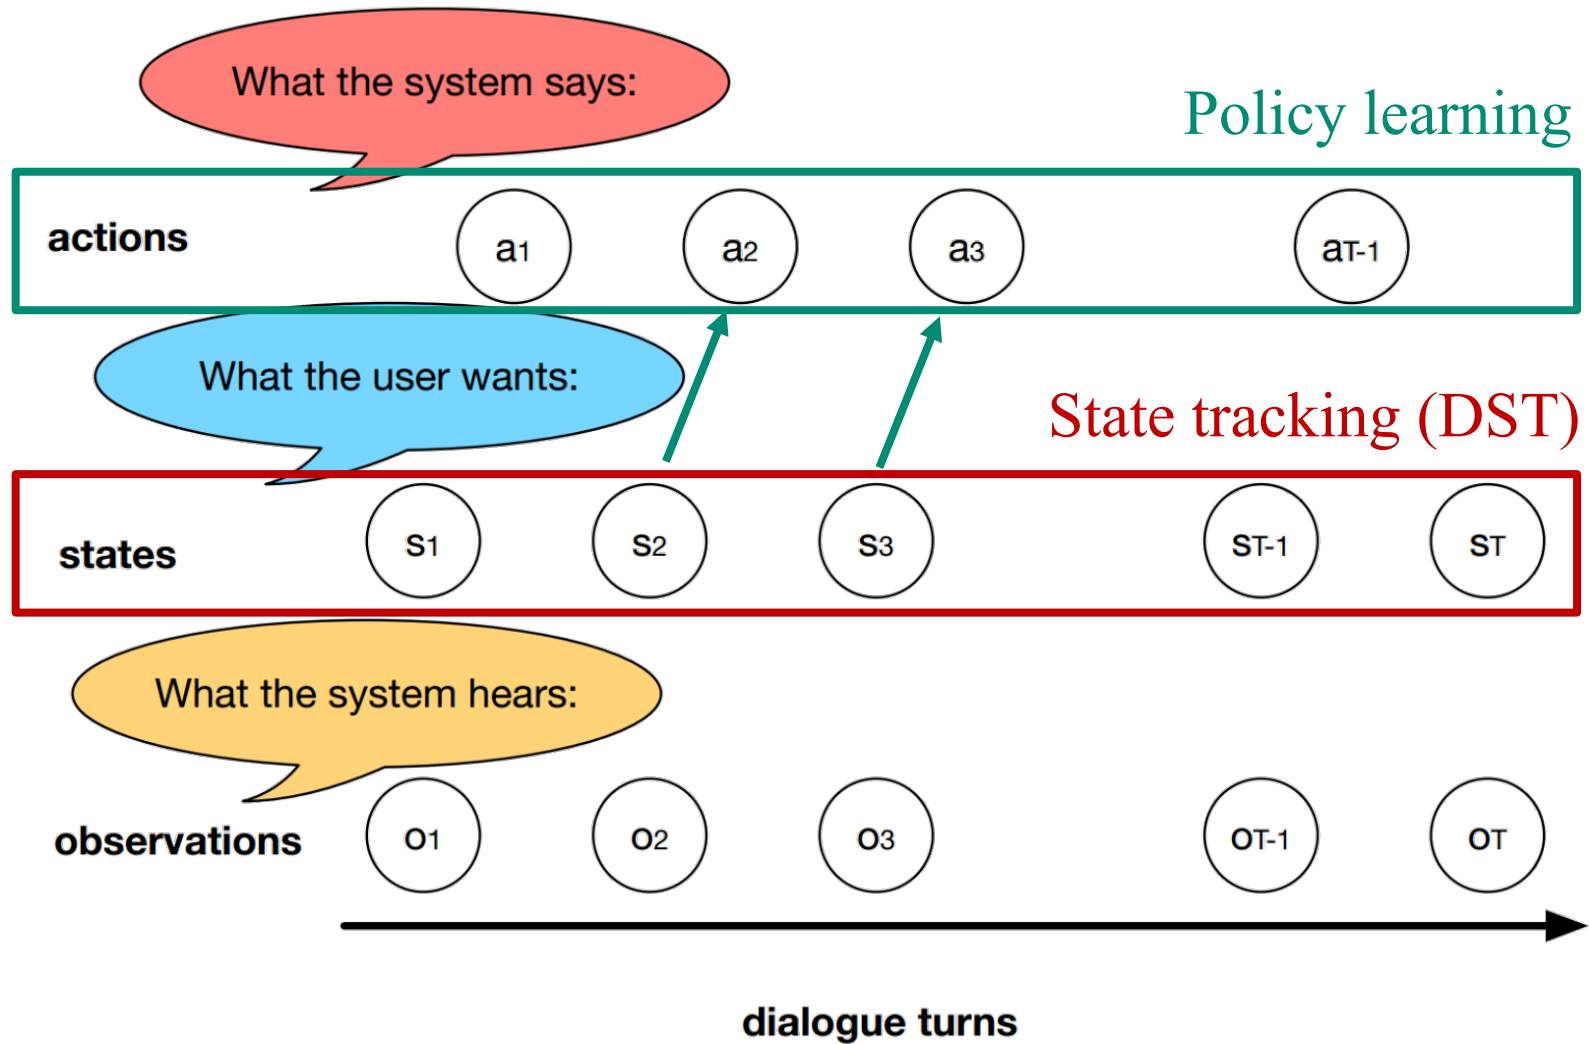 What the system says:
Policy learning
actions
a1 a2 a3 aT-1
What the user wants:
State tracking (DST)
states
s1 s2 s3 sT-1 sT
What the system hears:
observations
o1 o2 o3 oT-1 oT
dialogue turns